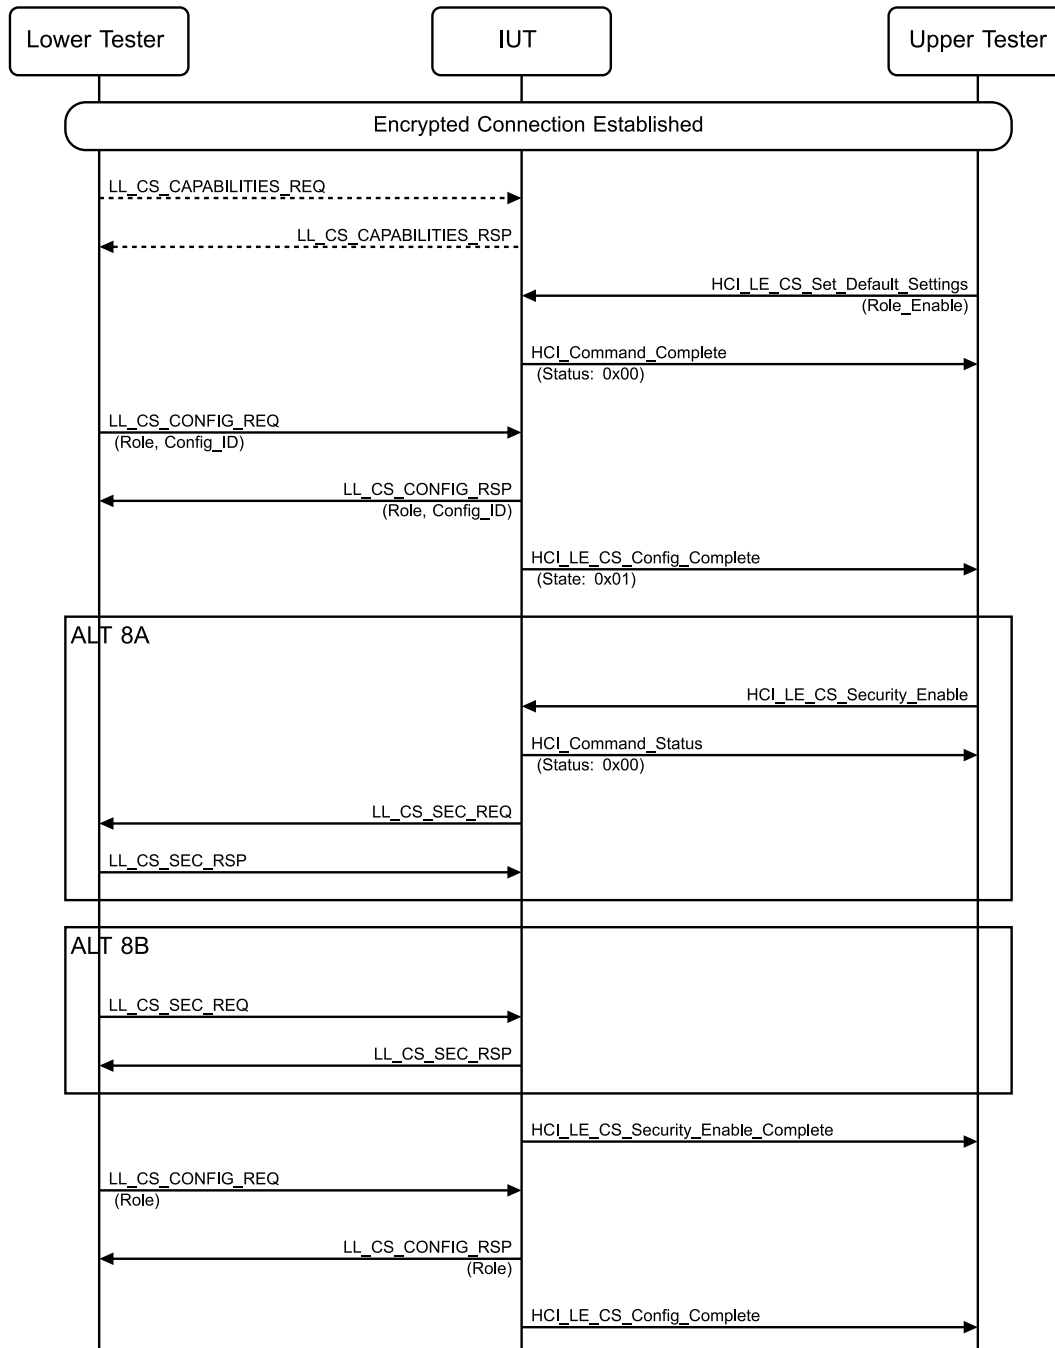 Lower Tester
IUT
Upper Tester
Encrypted Connection Established
LL_CS_CAPABILITIES_REQ
LL_CS_CAPABILITIES_RSP
HCI_LE_CS_Set_Default_Settings
(Role_Enable)
HCI_Command_Complete
(Status: 0x00)
LL_CS_CONFIG_REQ
(Role, Config_ID)
LL_CS_CONFIG_RSP
(Role, Config_ID)
HCI_LE_CS_Config_Complete
(State: 0x01)
ALT 8A
HCI_LE_CS_Security_Enable
HCI_Command_Status
(Status: 0x00)
LL_CS_SEC_REQ
LL_CS_SEC_RSP
ALT 8B
LL_CS_SEC_REQ
LL_CS_SEC_RSP
HCI_LE_CS_Security_Enable_Complete
LL_CS_CONFIG_REQ
(Role)
LL_CS_CONFIG_RSP
(Role)
HCI_LE_CS_Config_Complete